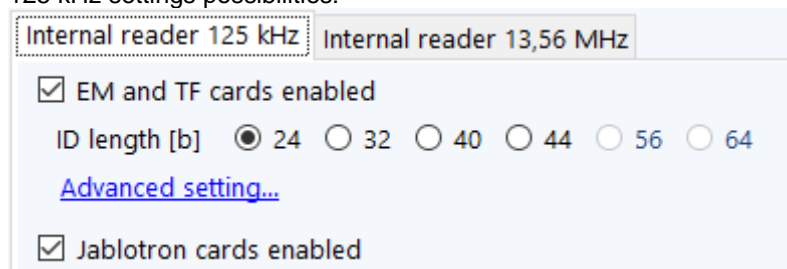 125 kHz settings possibilities:
Internal reader 125 kHz Internal reader 13,56 MHz
EM and TF cards enabled
ID length [b] 24 32 40 44 56 64
Advanced setting...
Jablotron cards enabled